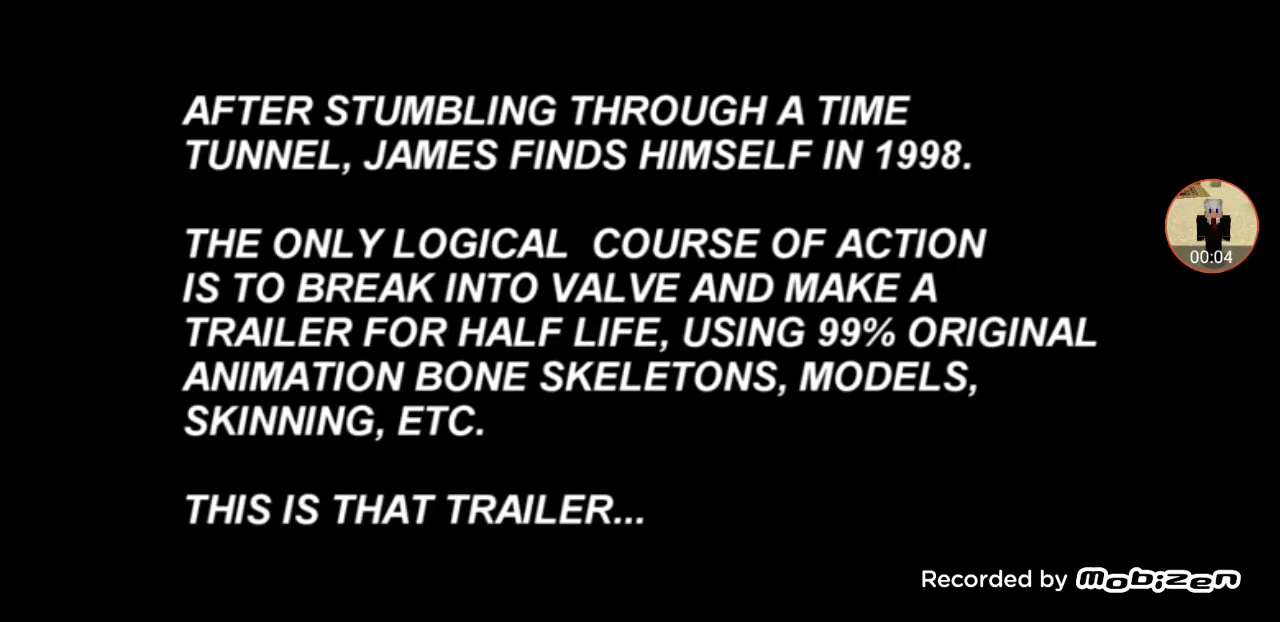 AFTER STUMBLING THROUGH A TIME
TUNNEL, JAMES FINDS HIMSELF IN 1998.
THE ONLY LOGICAL COURSE OF ACTION
IS TO BREAK INTO VALVE AND MAKE A
TRAILER FOR HALF LIFE, USING 99% ORIGINAL
ANIMATION BONE SKELETONS, MODELS,
SKINNING, ETC.
THIS IS THAT TRAILER...
00:04
Recorded by mobizen